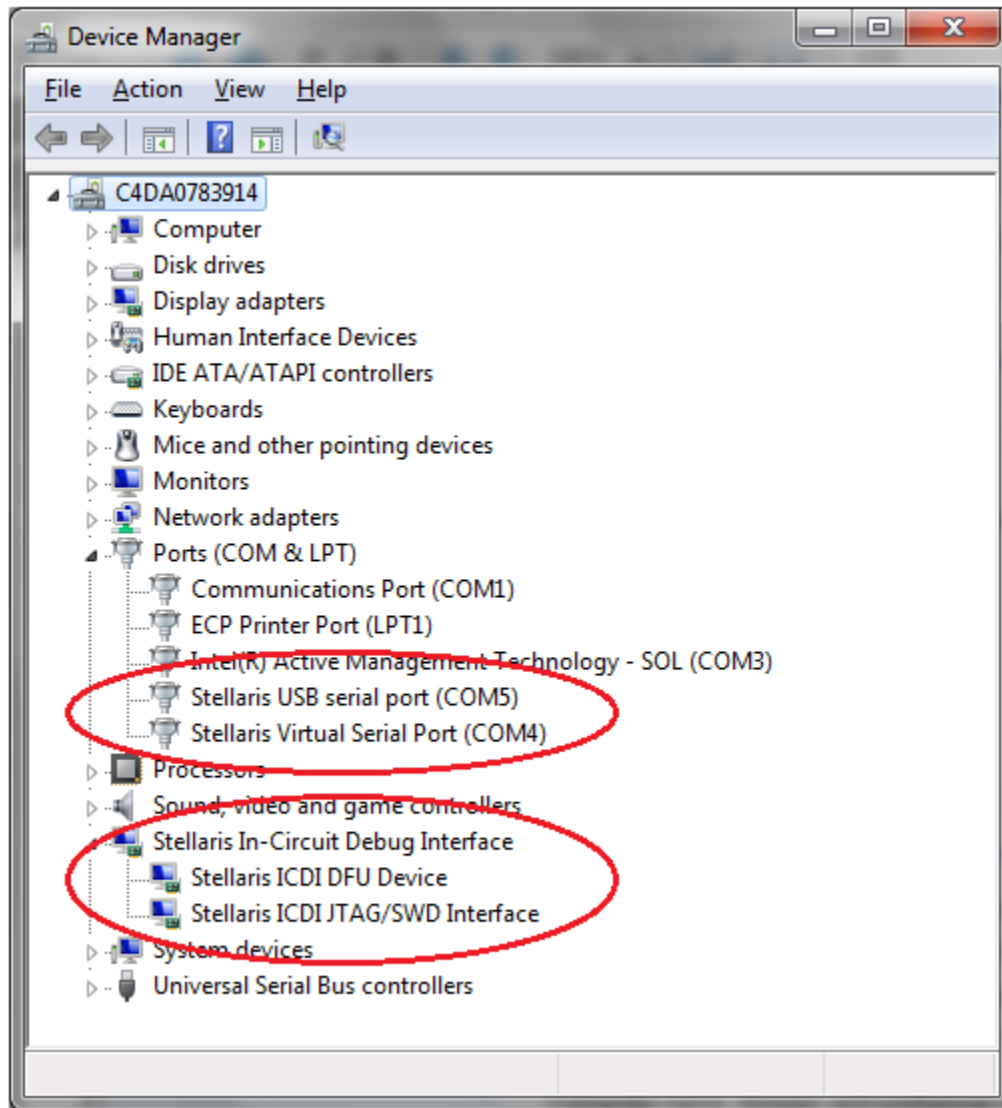 Device Manager
File Action View Help
C4DA0783914
Computer
Disk drives
Display adapters
Human Interface Devices
IDE ATA/ATAPI controllers
Keyboards
Mice and other pointing devices
Monitors
Network adapters
Ports (COM & LPT)
Communications Port (COM1)
ECP Printer Port (LPT1)
Intel(R) Active Management Technology - SOL (COM3)
Stellaris USB serial port (COM5)
Stellaris Virtual Serial Port (COM4)
Processors
Sound, video and game controllers
Stellaris In-Circuit Debug Interface
Stellaris ICDI DFU Device
Stellaris ICDI JTAG/SWD Interface
System devices
Universal Serial Bus controllers